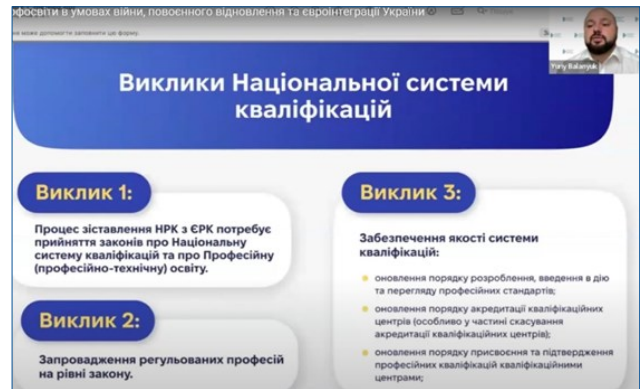 офосвіти в умовах війни, повоєнного відновлення та євроінтеграції України
на може допомогти заповнити цю форму.
Yuriy Balanjuk
Виклики Національної системи
кваліфікацій
Виклик 1:
Процес зіставлення НРК з ЄРК потребує
прийняття законів про Національну
систему кваліфікацій та про Професійну
(професійно-технічну) освіту.
Виклик 2:
Запровадження регульованих професій
на рівні закону.
Виклик 3:
Забезпечення якості системи
кваліфікацій:
оновлення порядку розроблення, введення в дію
та перегляду професійних стандартів;
оновлення порядку акредитації кваліфікаційних
центрів (особливо у частині скасування
акредитації кваліфікаційних центрів);
оновлення порядку присвоєння та підтвердження
професійних кваліфікацій кваліфікаційними
центрами;